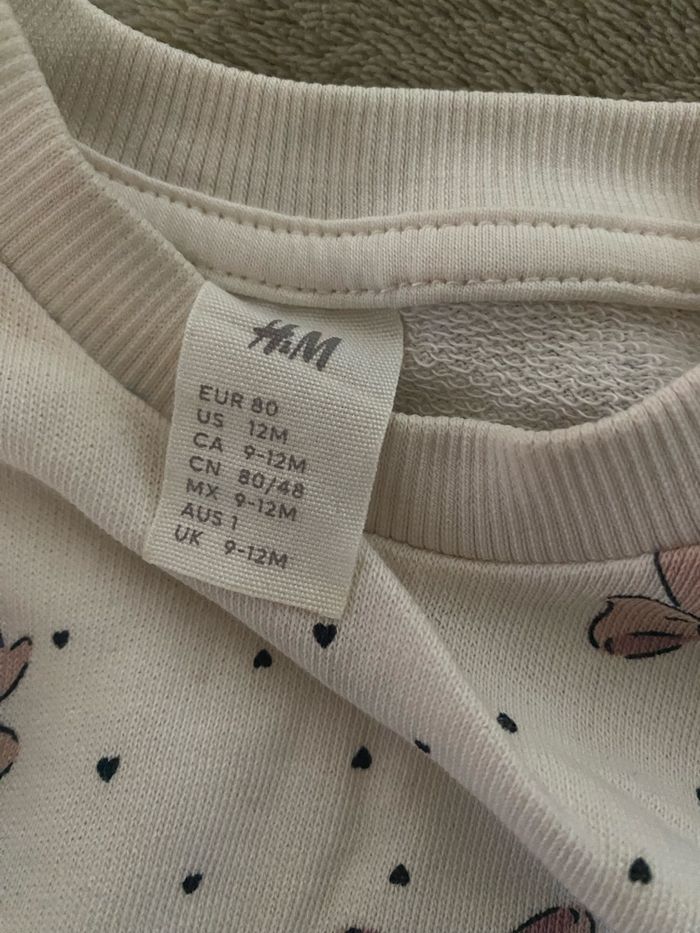 H&M
EUR 80
US 12M
CA 9-12M
CN 80/48
MX 9-12M
AUS 1
UK 9-12M